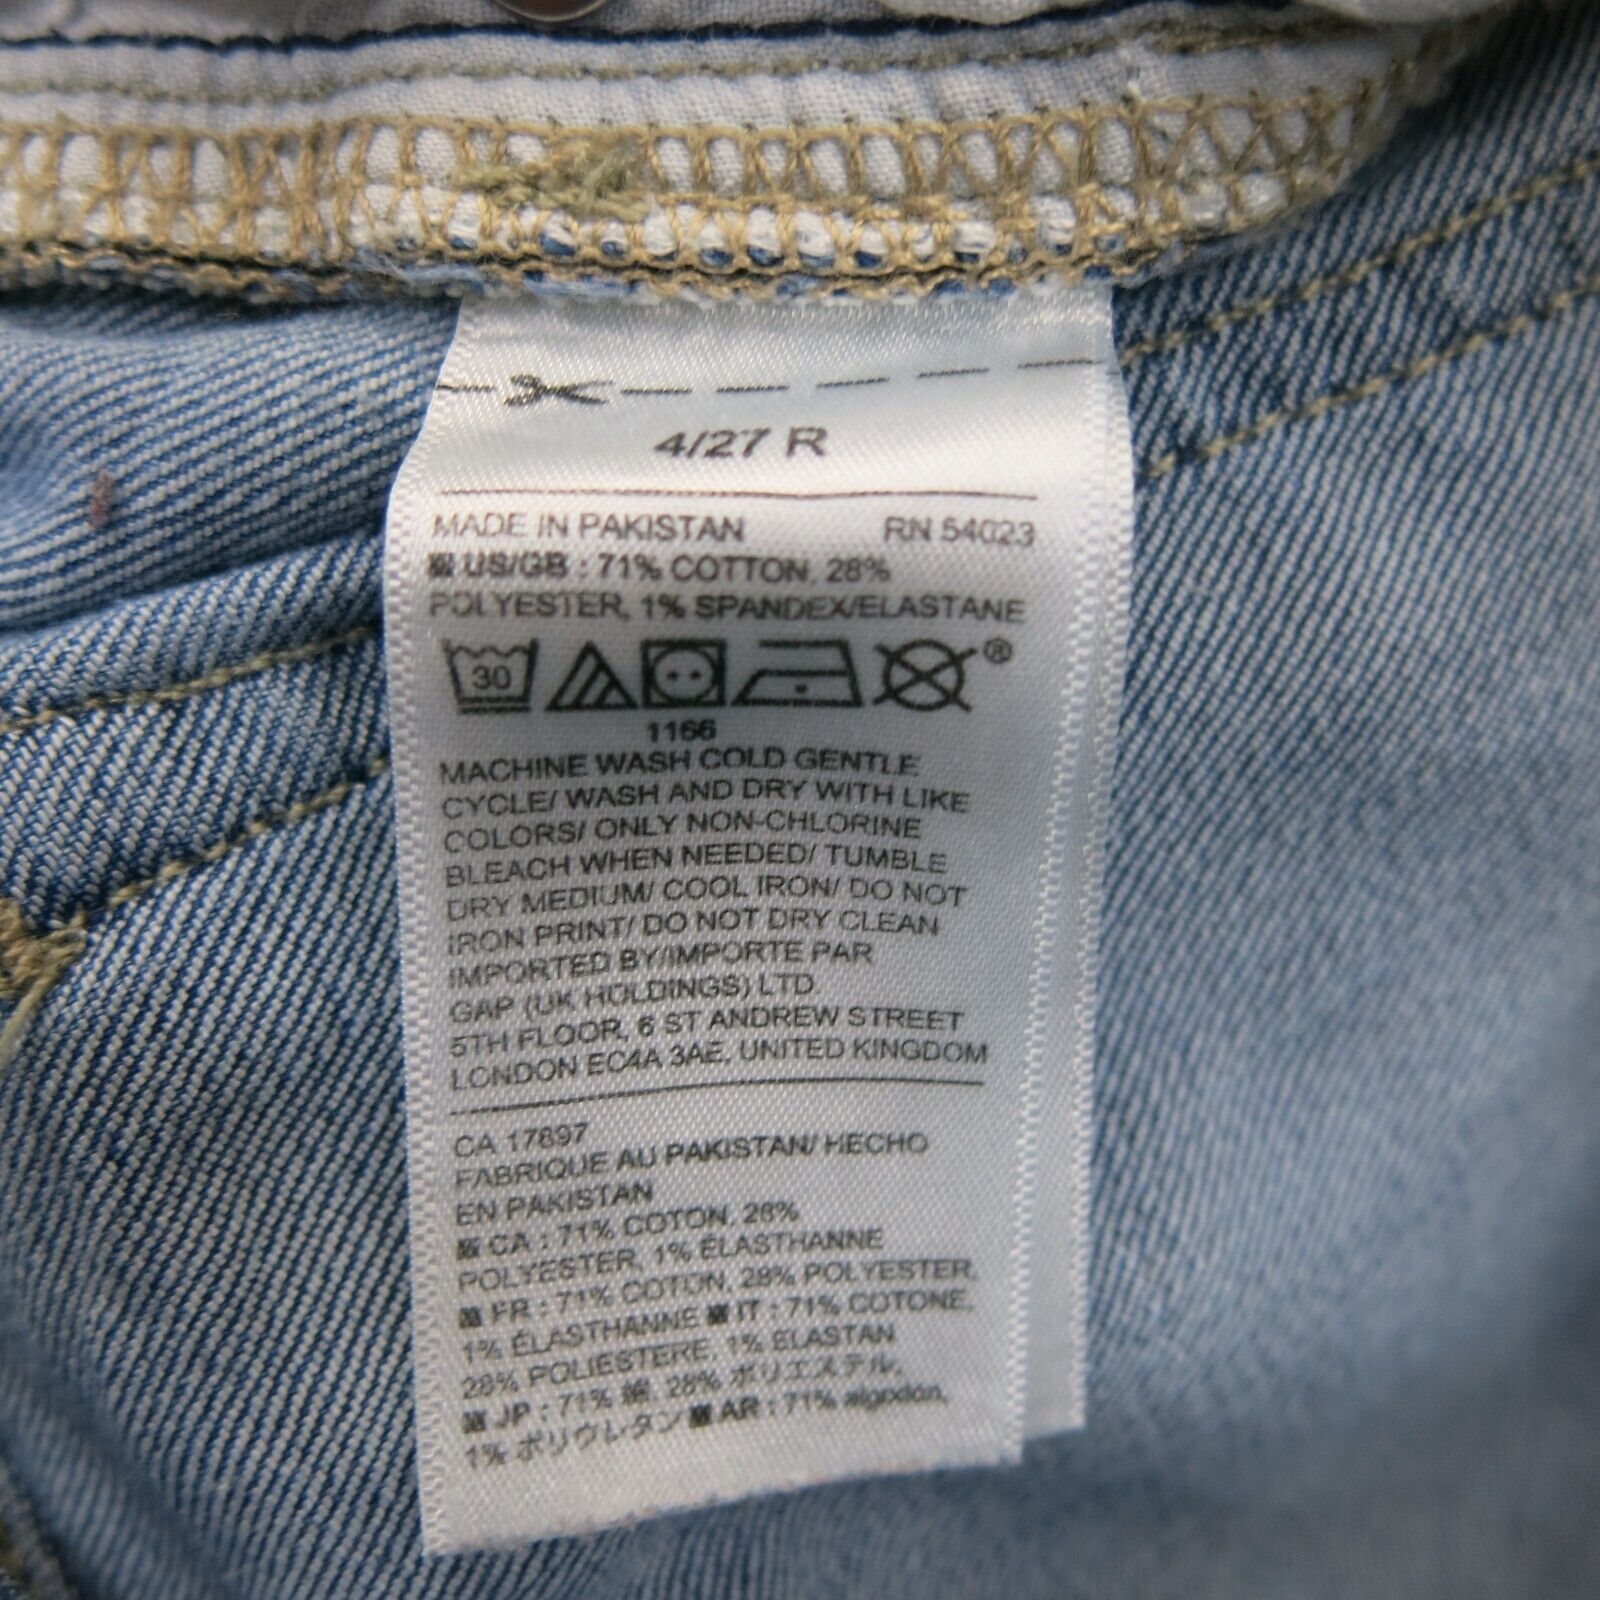 4/27 R
MADE IN PAKISTAN RN 54023
US/GB : 71% COTTON, 28%
POLYESTER, 1% SPANDEX/ELASTANE
30 ®
1166
MACHINE WASH COLD GENTLE
CYCLE/ WASH AND DRY WITH LIKE
COLORS/ ONLY NON-CHLORINE
BLEACH WHEN NEEDED/ TUMBLE
DRY MEDIUM/ COOL IRON/ DO NOT
IRON PRINT/ DO NOT DRY CLEAN
IMPORTED BY/IMPORTE PAR
GAP (UK HOLDINGS) LTD
5TH FLOOR, 6 ST ANDREW STREET
LONDON EC4A 3AE, UNITED KINGDOM
CA 17897
FABRIQUE AU PAKISTAN/ HECHO
EN PAKISTAN
CA : 71% COTON, 28%
POLYESTER, 1% ÉLASTHANNE
FR : 71% COTON, 28% POLYESTER,
1% ÉLASTHANNE IT : 71% COTONE,
28% POLIESTERE, 1% ELASTAN
JP : 71% 綿, 28% ポリエステル,
1% ポリウレタン AR : 71% algodón,